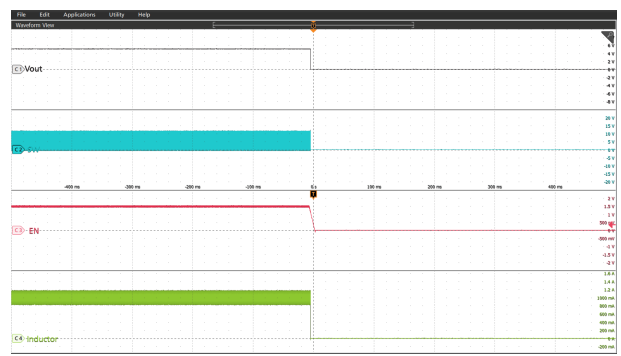 File Edit Applications Utility Help
Waveform View
6 V
4 V
2 V
C1 Vout 0 V
-2 V
-4 V
-6 V
-8 V
20 V
15 V
10 V
5 V
C2 SW 0 V
-5 V
-10 V
-15 V
-20 V
-400 ms -300 ms -200 ms -100 ms 0 s 100 ms 200 ms 300 ms 400 ms
T
2 V
1.5 V
1 V
500 mV
C3 EN 0 V
-500 mV
-1 V
-1.5 V
-2 V
1.6 A
1.4 A
1.2 A
1000 mA
800 mA
600 mA
400 mA
200 mA
C4 Inductor 0 A
-200 mA